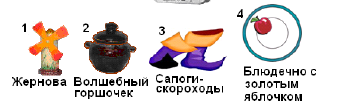 1
Жернова
2
Волшебный
горшочек
3
Сапоги-
скороходы
4
Блюдечно с
золотым
яблочком